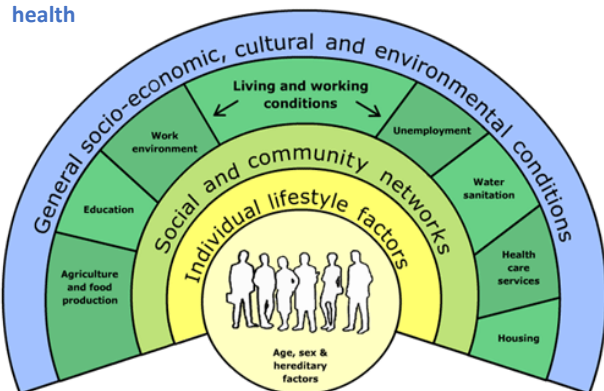 health
General socio-economic, cultural and environmental conditions
Living and working
conditions
Work
environment
Unemployment
Education
Water
sanitation
Agriculture
and food
production
Health
care
services
Housing
Social and community networks
Individual lifestyle factors
Age, sex &
hereditary
factors